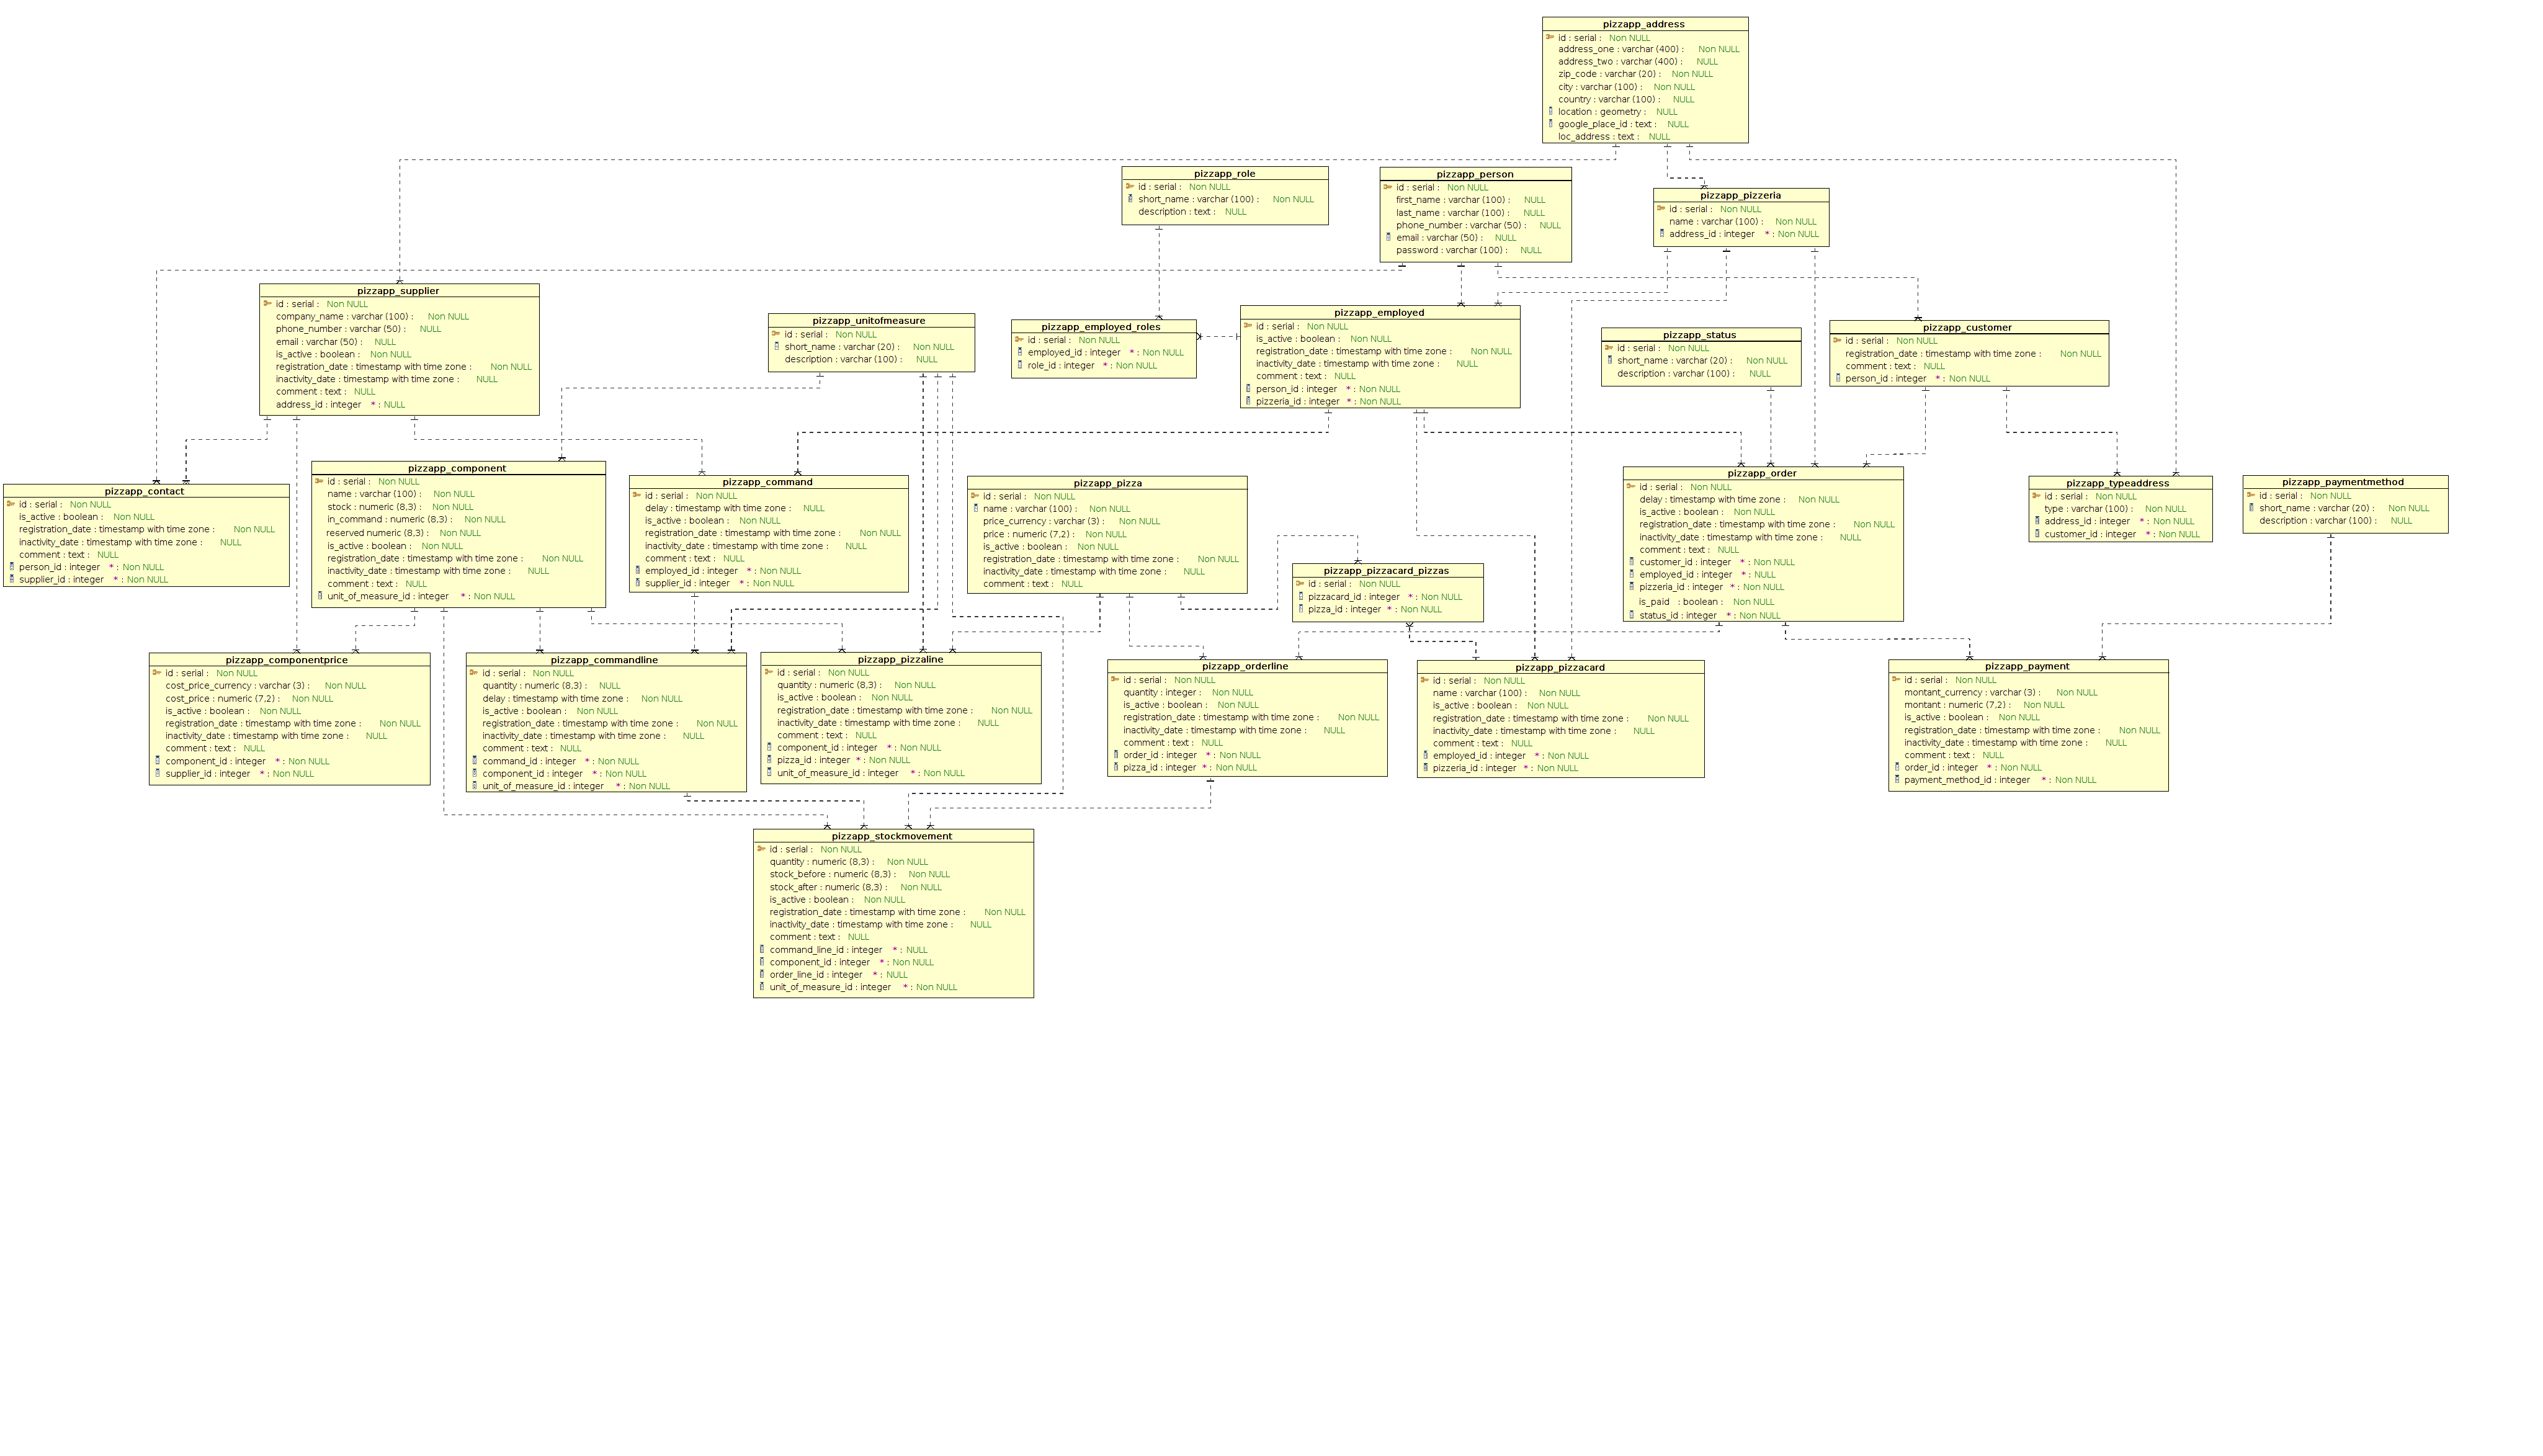 pizzapp_address
id : serial : Non NULL
address_one : varchar (400) : Non NULL
address_two : varchar (400) : NULL
zip_code : varchar (20) : Non NULL
city : varchar (100) : Non NULL
country : varchar (100) : NULL
location : geometry : NULL
google_place_id : text : NULL
loc_address : text : NULL
pizzapp_role
id : serial : Non NULL
short_name : varchar (100) : Non NULL
description : text : NULL
pizzapp_person
id : serial : Non NULL
first_name : varchar (100) : NULL
last_name : varchar (100) : NULL
phone_number : varchar (50) : NULL
email : varchar (50) : NULL
password : varchar (100) : NULL
pizzapp_pizzeria
id : serial : Non NULL
name : varchar (100) : Non NULL
address_id : integer * : Non NULL
pizzapp_supplier
id : serial : Non NULL
company_name : varchar (100) : Non NULL
phone_number : varchar (50) : NULL
email : varchar (50) : NULL
is_active : boolean : Non NULL
registration_date : timestamp with time zone : Non NULL
inactivity_date : timestamp with time zone : NULL
comment : text : NULL
address_id : integer * : NULL
pizzapp_unitofmeasure
id : serial : Non NULL
short_name : varchar (20) : Non NULL
description : varchar (100) : NULL
pizzapp_employed_roles
id : serial : Non NULL
employed_id : integer * : Non NULL
role_id : integer * : Non NULL
pizzapp_employed
id : serial : Non NULL
is_active : boolean : Non NULL
registration_date : timestamp with time zone : Non NULL
inactivity_date : timestamp with time zone : NULL
comment : text : NULL
person_id : integer * : Non NULL
pizzeria_id : integer * : Non NULL
pizzapp_status
id : serial : Non NULL
short_name : varchar (20) : Non NULL
description : varchar (100) : NULL
pizzapp_customer
id : serial : Non NULL
registration_date : timestamp with time zone : Non NULL
comment : text : NULL
person_id : integer * : Non NULL
pizzapp_contact
id : serial : Non NULL
is_active : boolean : Non NULL
registration_date : timestamp with time zone : Non NULL
inactivity_date : timestamp with time zone : NULL
comment : text : NULL
person_id : integer * : Non NULL
supplier_id : integer * : Non NULL
pizzapp_component
id : serial : Non NULL
name : varchar (100) : Non NULL
stock : numeric (8,3) : Non NULL
in_command : numeric (8,3) : Non NULL
reserved numeric (8,3) : Non NULL
is_active : boolean : Non NULL
registration_date : timestamp with time zone : Non NULL
inactivity_date : timestamp with time zone : NULL
comment : text : NULL
unit_of_measure_id : integer * : Non NULL
pizzapp_command
id : serial : Non NULL
delay : timestamp with time zone : NULL
is_active : boolean : Non NULL
registration_date : timestamp with time zone : Non NULL
inactivity_date : timestamp with time zone : NULL
comment : text : NULL
employed_id : integer * : Non NULL
supplier_id : integer * : Non NULL
pizzapp_pizza
id : serial : Non NULL
name : varchar (100) : Non NULL
price_currency : varchar (3) : Non NULL
price : numeric (7,2) : Non NULL
is_active : boolean : Non NULL
registration_date : timestamp with time zone : Non NULL
inactivity_date : timestamp with time zone : NULL
comment : text : NULL
pizzapp_pizzacard_pizzas
id : serial : Non NULL
pizzacard_id : integer * : Non NULL
pizza_id : integer * : Non NULL
pizzapp_order
id : serial : Non NULL
delay : timestamp with time zone : Non NULL
is_active : boolean : Non NULL
registration_date : timestamp with time zone : Non NULL
inactivity_date : timestamp with time zone : NULL
comment : text : NULL
customer_id : integer * : Non NULL
employed_id : integer * : NULL
pizzeria_id : integer * : Non NULL
is_paid : boolean : Non NULL
status_id : integer * : Non NULL
pizzapp_typeaddress
id : serial : Non NULL
type : varchar (100) : Non NULL
address_id : integer * : Non NULL
customer_id : integer * : Non NULL
pizzapp_paymentmethod
id : serial : Non NULL
short_name : varchar (20) : Non NULL
description : varchar (100) : NULL
pizzapp_componentprice
id : serial : Non NULL
cost_price_currency : varchar (3) : Non NULL
cost_price : numeric (7,2) : Non NULL
is_active : boolean : Non NULL
registration_date : timestamp with time zone : Non NULL
inactivity_date : timestamp with time zone : NULL
comment : text : NULL
component_id : integer * : Non NULL
supplier_id : integer * : Non NULL
pizzapp_commandline
id : serial : Non NULL
quantity : numeric (8,3) : NULL
delay : timestamp with time zone : Non NULL
is_active : boolean : Non NULL
registration_date : timestamp with time zone : Non NULL
inactivity_date : timestamp with time zone : NULL
comment : text : NULL
command_id : integer * : Non NULL
component_id : integer * : Non NULL
unit_of_measure_id : integer * : Non NULL
pizzapp_pizzaline
id : serial : Non NULL
quantity : numeric (8,3) : Non NULL
is_active : boolean : Non NULL
registration_date : timestamp with time zone : Non NULL
inactivity_date : timestamp with time zone : NULL
comment : text : NULL
component_id : integer * : Non NULL
pizza_id : integer * : Non NULL
unit_of_measure_id : integer * : Non NULL
pizzapp_orderline
id : serial : Non NULL
quantity : integer : Non NULL
is_active : boolean : Non NULL
registration_date : timestamp with time zone : Non NULL
inactivity_date : timestamp with time zone : NULL
comment : text : NULL
order_id : integer * : Non NULL
pizza_id : integer * : Non NULL
pizzapp_pizzacard
id : serial : Non NULL
name : varchar (100) : Non NULL
is_active : boolean : Non NULL
registration_date : timestamp with time zone : Non NULL
inactivity_date : timestamp with time zone : NULL
comment : text : NULL
employed_id : integer * : Non NULL
pizzeria_id : integer * : Non NULL
pizzapp_payment
id : serial : Non NULL
montant_currency : varchar (3) : Non NULL
montant : numeric (7,2) : Non NULL
is_active : boolean : Non NULL
registration_date : timestamp with time zone : Non NULL
inactivity_date : timestamp with time zone : NULL
comment : text : NULL
order_id : integer * : Non NULL
payment_method_id : integer * : Non NULL
pizzapp_stockmovement
id : serial : Non NULL
quantity : numeric (8,3) : Non NULL
stock_before : numeric (8,3) : Non NULL
stock_after : numeric (8,3) : Non NULL
is_active : boolean : Non NULL
registration_date : timestamp with time zone : Non NULL
inactivity_date : timestamp with time zone : NULL
comment : text : NULL
command_line_id : integer * : NULL
component_id : integer * : Non NULL
order_line_id : integer * : NULL
unit_of_measure_id : integer * : Non NULL